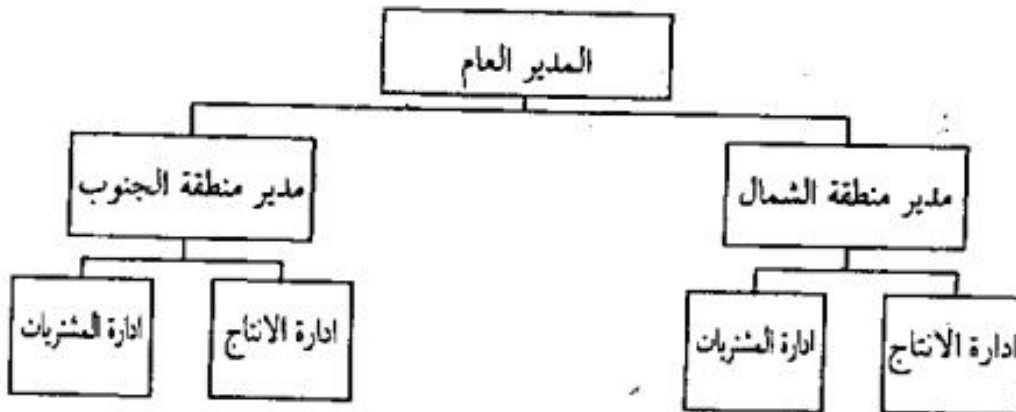 المدير العام
مدير منطقة الشمال
مدير منطقة الجنوب
ادارة الانتاج
ادارة المشتريات
ادارة الانتاج
ادارة المشتريات